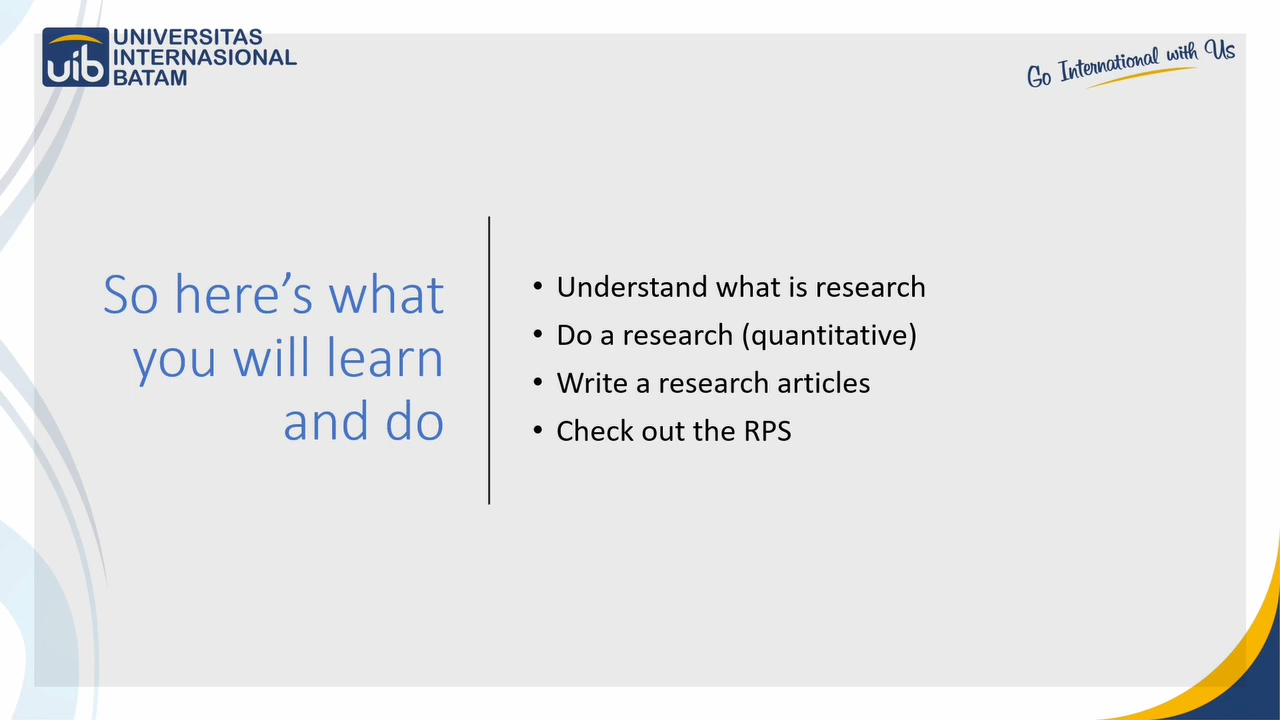 uib
UNIVERSITAS
INTERNASIONAL
BATAM
Go International with Us
So here’s what
you will learn
and do
• Understand what is research
• Do a research (quantitative)
• Write a research articles
• Check out the RPS